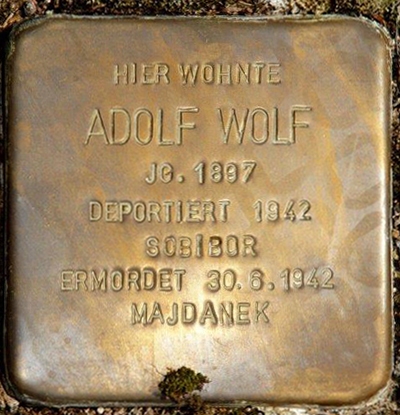 HIER WOHNTE
ADOLF WOLF
JG. 1897
DEPORTIERT 1942
SOBIBOR
ERMORDET 30.6.1942
MAJDANEK